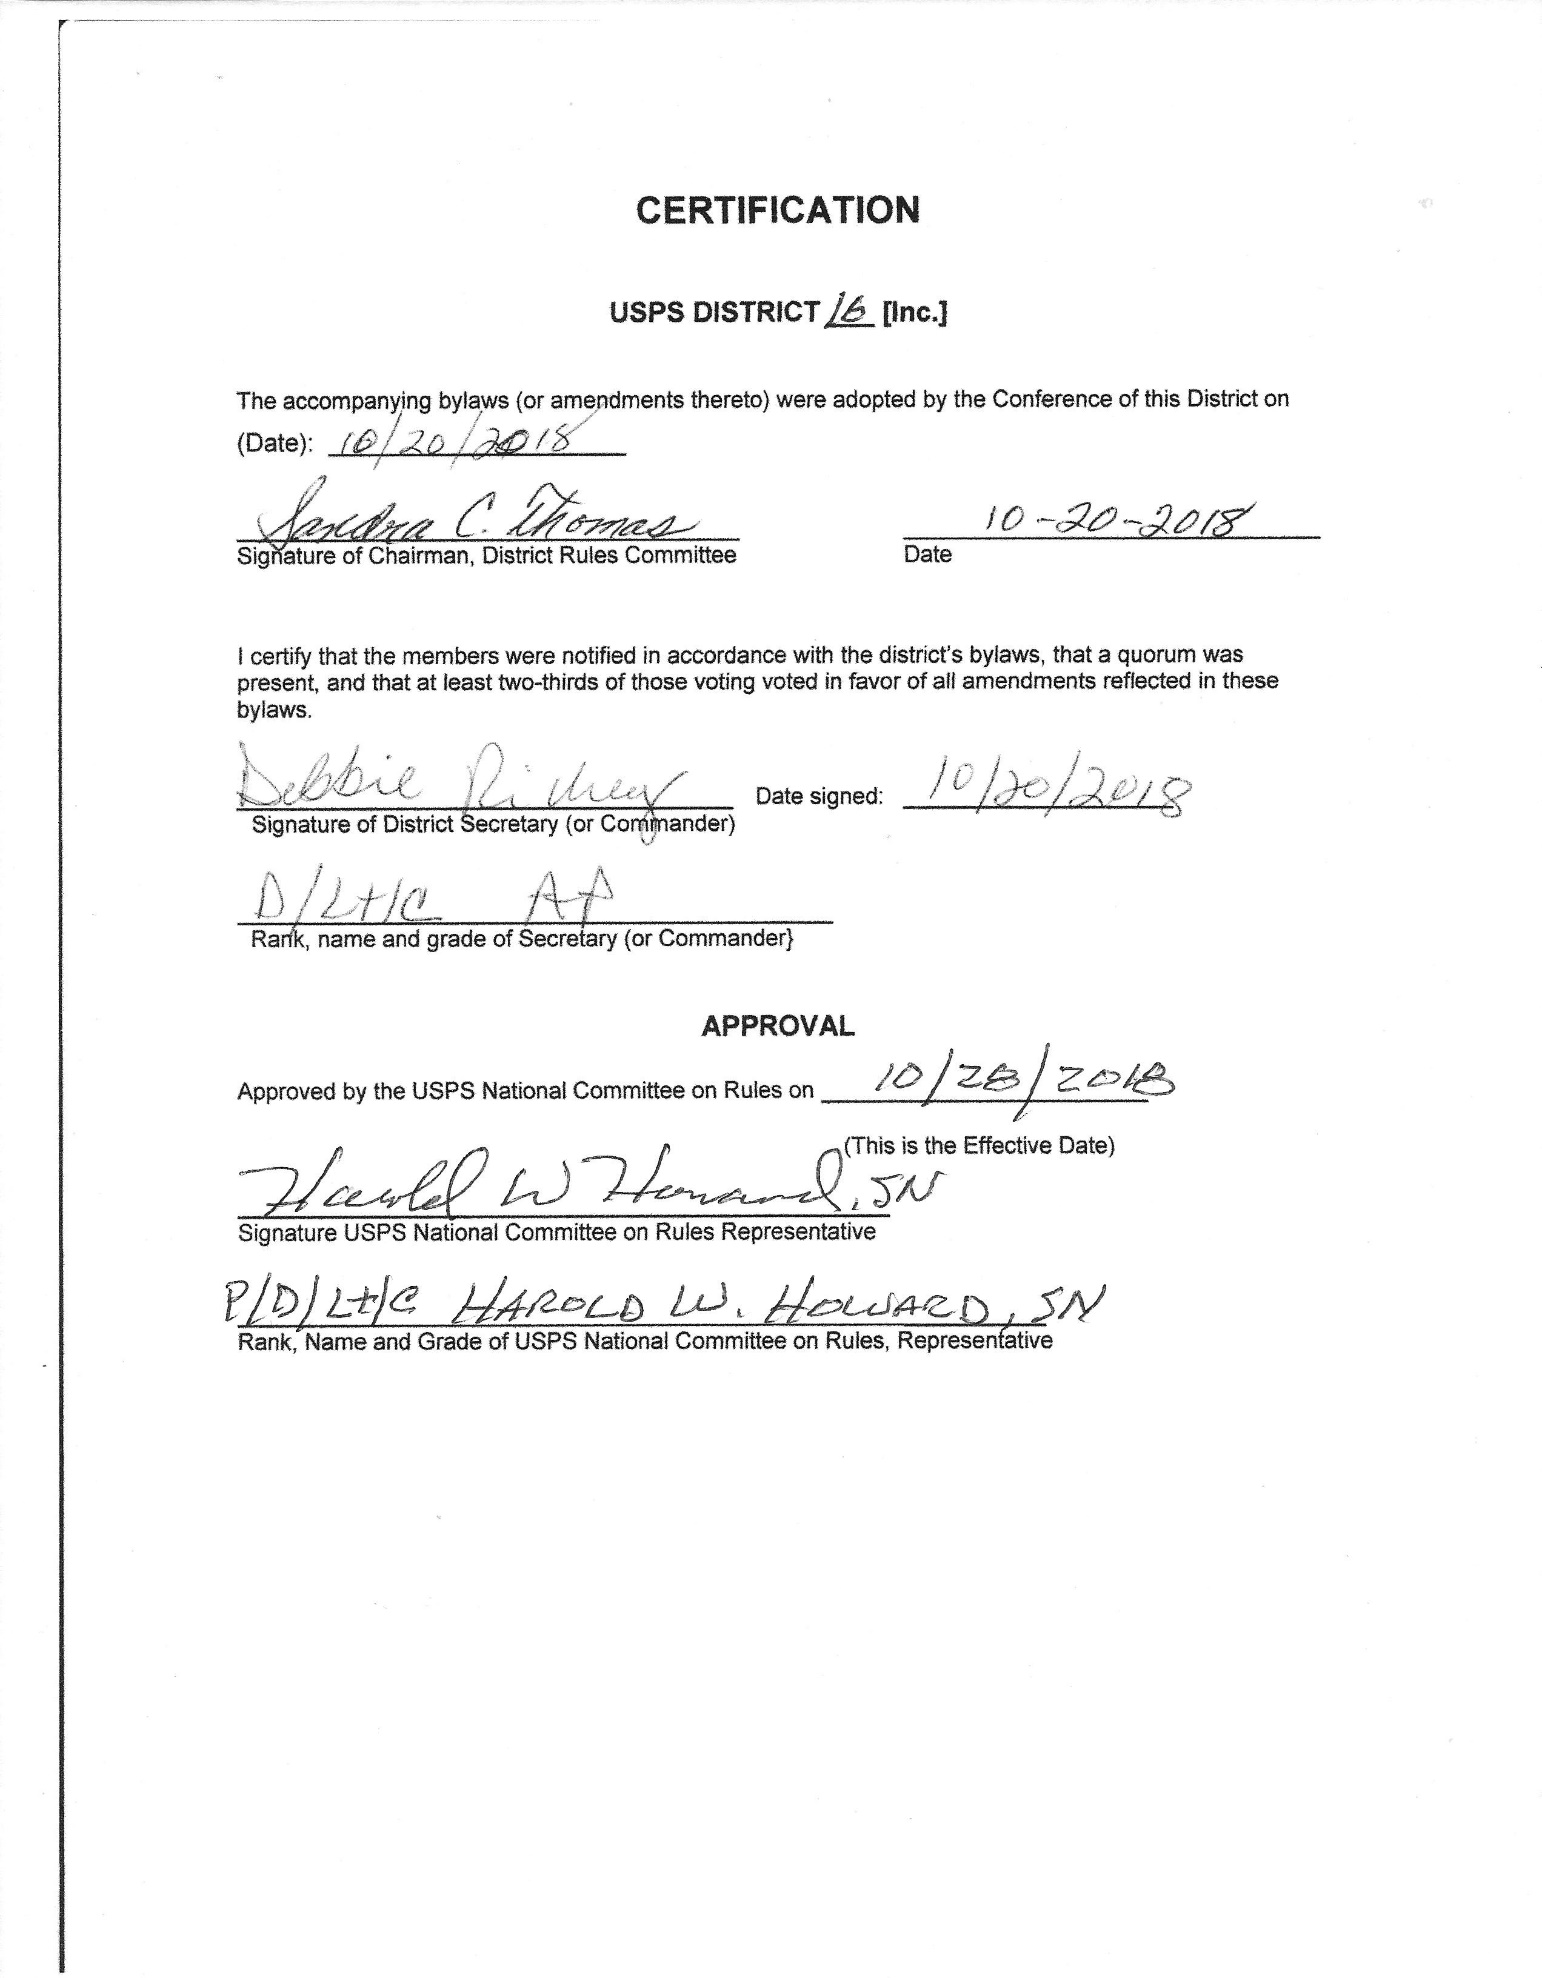 CERTIFICATION
USPS DISTRICT 16 [Inc.]
The accompanying bylaws (or amendments thereto) were adopted by the Conference of this District on
(Date): 10/20/2018
Sandra C. Thomas 10-20-2018
Signature of Chairman, District Rules Committee Date
I certify that the members were notified in accordance with the district's bylaws, that a quorum was
present, and that at least two-thirds of those voting voted in favor of all amendments reflected in these
bylaws.
Debbie Richey Date signed: 10/20/2018
Signature of District Secretary (or Commander)
D/Lt/C AP
Rank, name and grade of Secretary (or Commander}
APPROVAL
Approved by the USPS National Committee on Rules on 10/28/2018
(This is the Effective Date)
Harold W Howard, SN
Signature USPS National Committee on Rules Representative
P/D/Lt/C HAROLD W. HOWARD, SN
Rank, Name and Grade of USPS National Committee on Rules, Representative